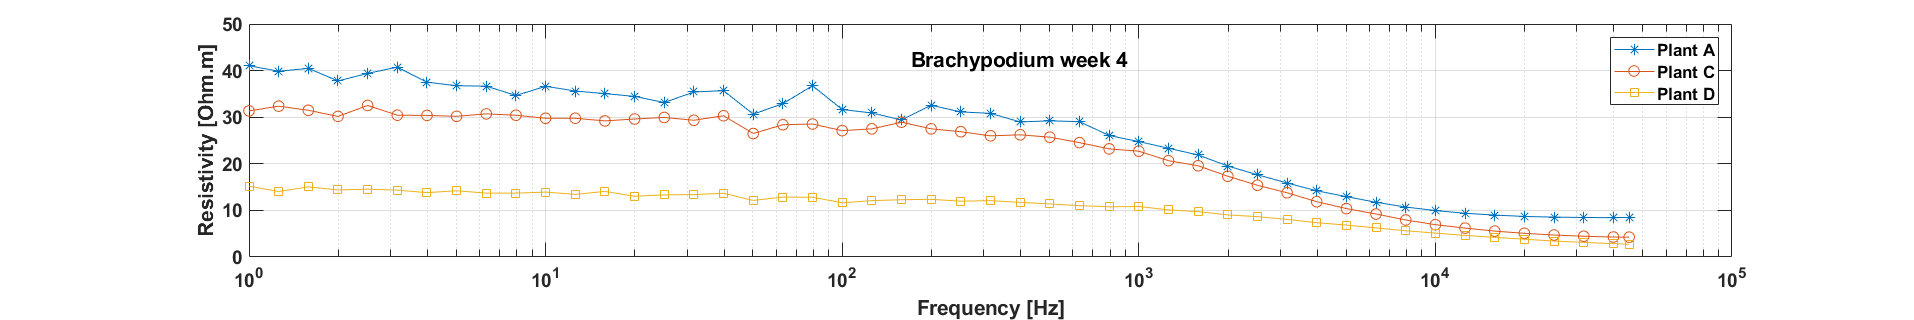 Brachypodium week 4
Plant A
Plant C
Plant D
Resistivity [Ohm.m]
50
40
30
20
10
0
10^0 10^1 10^2 10^3 10^4 10^5
Frequency [Hz]